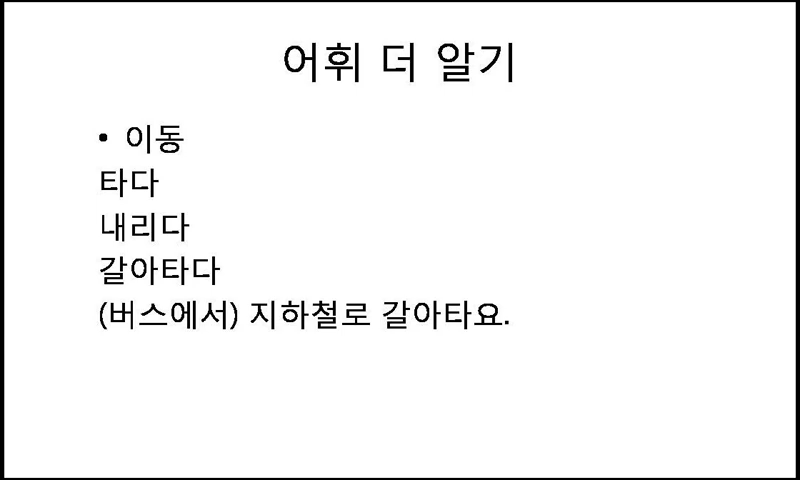 어휘 더 알기
• 이동
타다
내리다
갈아타다
(버스에서) 지하철로 갈아타요.